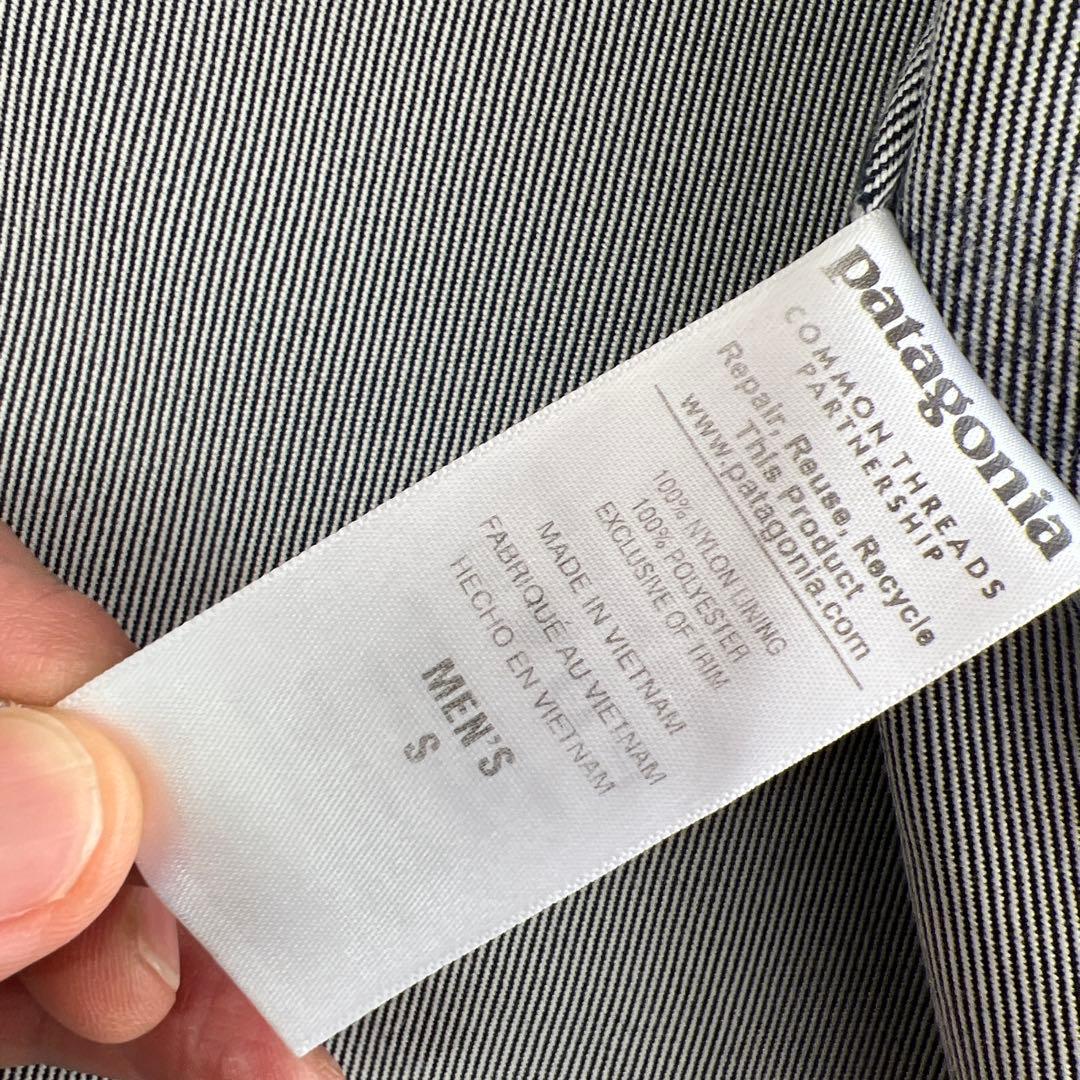 patagonia
COMMON THREADS
PARTNERSHIP
Repair, Reuse, Recycle
This Product
www.patagonia.com
100% NYLON LINING
100% POLYESTER
EXCLUSIVE OF TRIM
MADE IN VIETNAM
FABRIQUÉ AU VIETNAM
HECHO EN VIETNAM
MEN'S
S